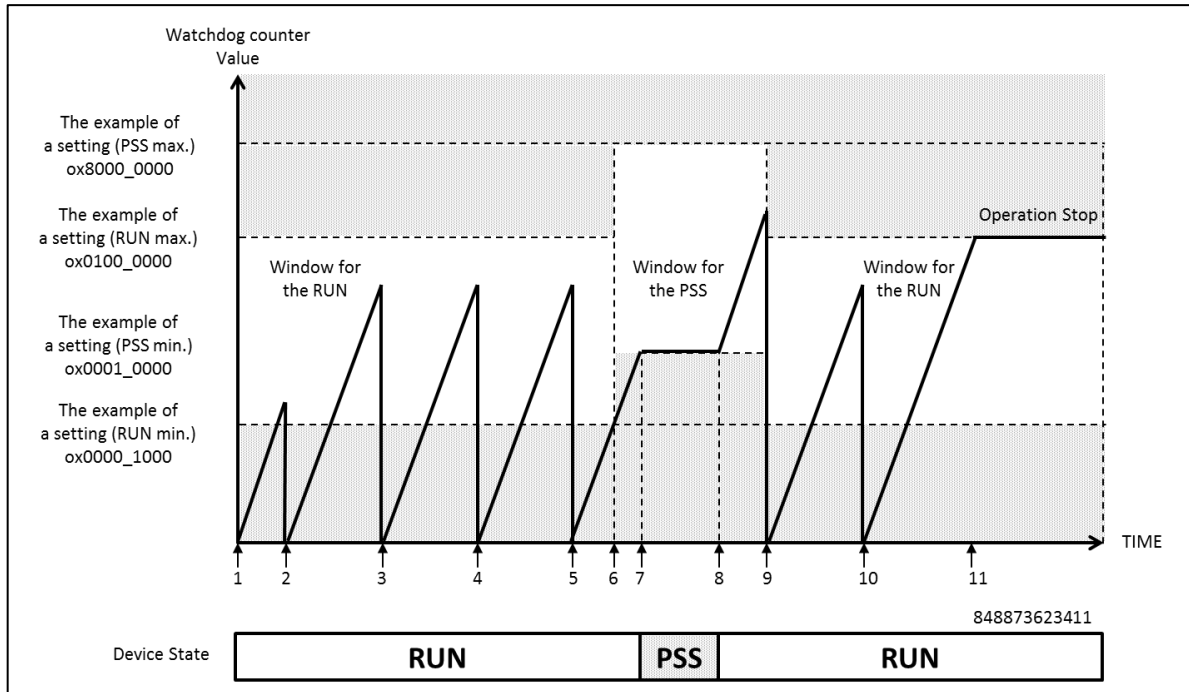 Watchdog counter
Value
The example of
a setting (PSS max.)
ox8000_0000
The example of
a setting (RUN max.)
ox0100_0000
Operation Stop
Window for
the RUN
Window for
the PSS
Window for
the RUN
The example of
a setting (PSS min.)
ox0001_0000
The example of
a setting (RUN min.)
ox0000_1000
TIME
1 2 3 4 5 6 7 8 9 10 11
848873623411
Device State RUN PSS RUN